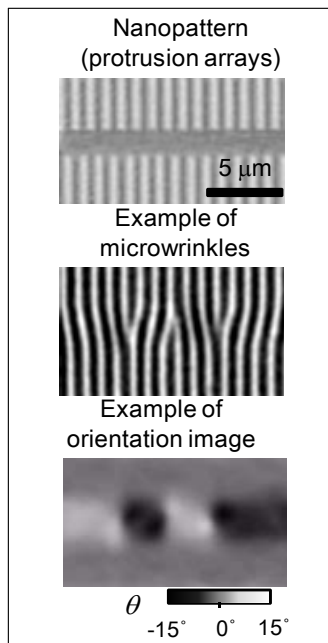 Nanopattern
(protrusion arrays)
5 μm
Example of
microwrinkles
Example of
orientation image
θ
-15° 0° 15°